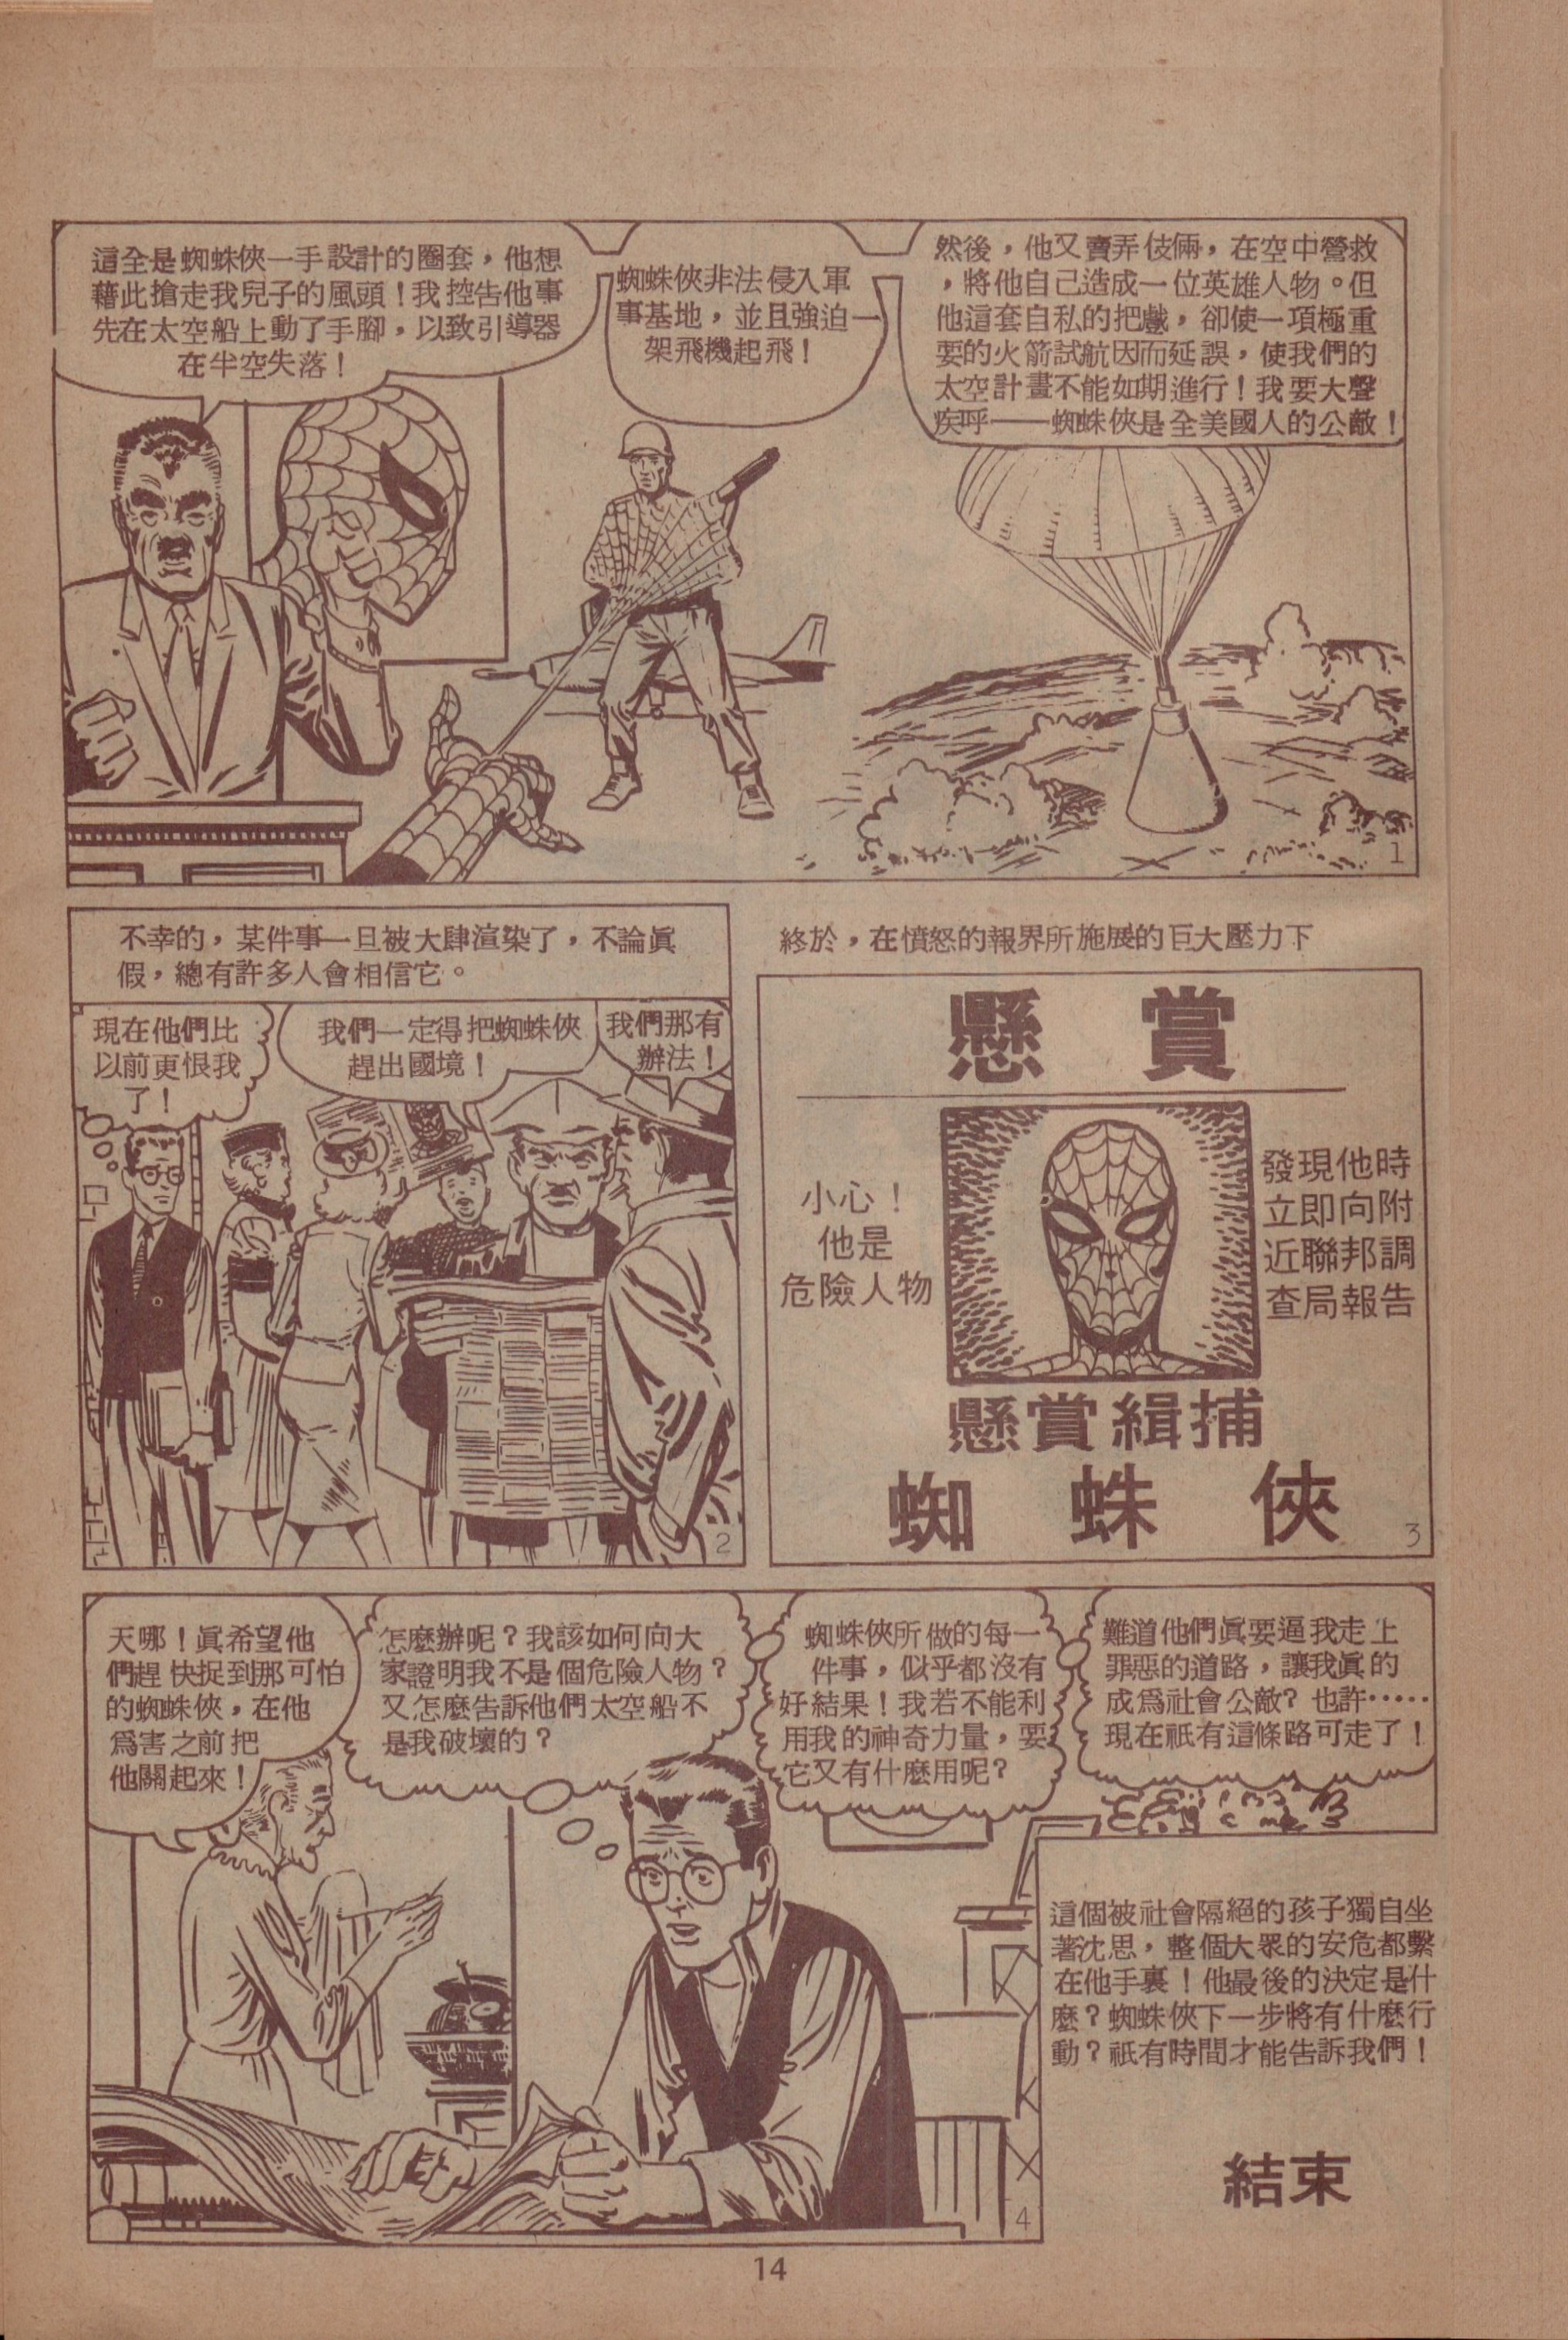 這全是蜘蛛俠一手設計的圈套，他想
藉此搶走我兒子的風頭！我控告他事
先在太空船上動了手腳，以致引導器
在半空失落！
蜘蛛俠非法侵入軍
事基地，並且強迫一
架飛機起飛！
然後，他又賣弄伎倆，在空中營救
，將他自己造成一位英雄人物。但
他這套自私的把戲，卻使一項極重
要的火箭試航因而延誤，使我們的
太空計畫不能如期進行！我要大聲
疾呼——蜘蛛俠是全美國人的公敵！
1
不幸的，某件事一旦被大肆渲染了，不論眞
假，總有許多人會相信它。
現在他們比
以前更恨我
了！
我們一定得把蜘蛛俠
趕出國境！
我們那有
辦法！
2
終於，在憤怒的報界所施展的巨大壓力下
懸賞
小心！
他是
危險人物
發現他時
立即向附
近聯邦調
查局報告
懸賞緝捕
蜘蛛俠
3
天哪！眞希望他
們趕快捉到那可怕
的蜘蛛俠，在他
爲害之前把
他關起來！
怎麼辦呢？我該如何向大
家證明我不是個危險人物？
又怎麼告訴他們太空船不
是我破壞的？
蜘蛛俠所做的每一
件事，似乎都沒有
好結果！我若不能利
用我的神奇力量，要
它又有什麼用呢？
難道他們眞要逼我走上
罪惡的道路，讓我眞的
成爲社會公敵？也許……
現在祇有這條路可走了！
4
這個被社會隔絕的孩子獨自坐
著沈思，整個大眾的安危都繫
在他手裏！他最後的決定是什
麼？蜘蛛俠下一步將有什麼行
動？祇有時間才能告訴我們！
結束
14